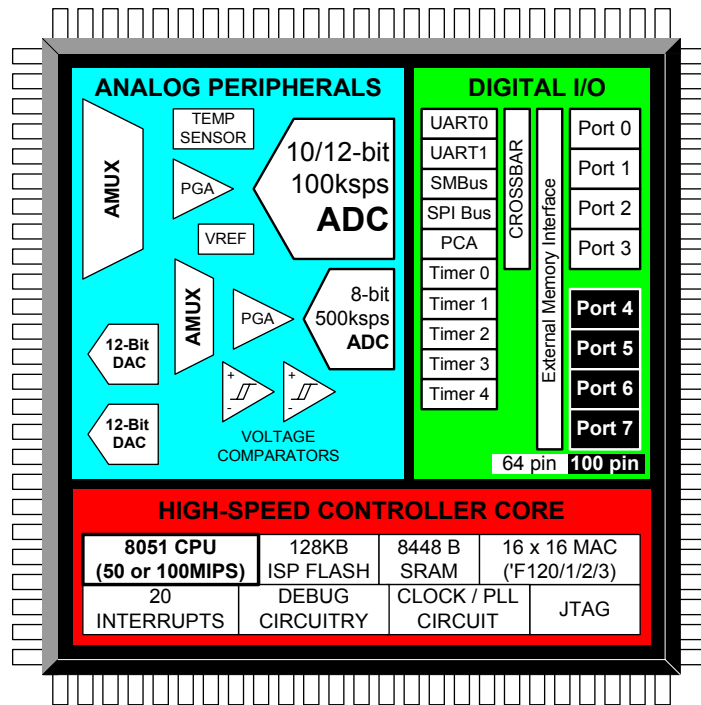 ANALOG PERIPHERALS
AMUX
TEMP
SENSOR
PGA
VREF
10/12-bit
100ksps
ADC
AMUX
PGA
8-bit
500ksps
ADC
12-Bit
DAC
12-Bit
DAC
+
-
+
-
VOLTAGE
COMPARATORS
DIGITAL I/O
UART0
UART1
SMBus
SPI Bus
PCA
Timer 0
Timer 1
Timer 2
Timer 3
Timer 4
CROSSBAR
External Memory Interface
Port 0
Port 1
Port 2
Port 3
Port 4
Port 5
Port 6
Port 7
64 pin 100 pin
HIGH-SPEED CONTROLLER CORE
8051 CPU
(50 or 100MIPS)
128KB
ISP FLASH
8448 B
SRAM
16 x 16 MAC
('F120/1/2/3)
20
INTERRUPTS
DEBUG
CIRCUITRY
CLOCK / PLL
CIRCUIT
JTAG